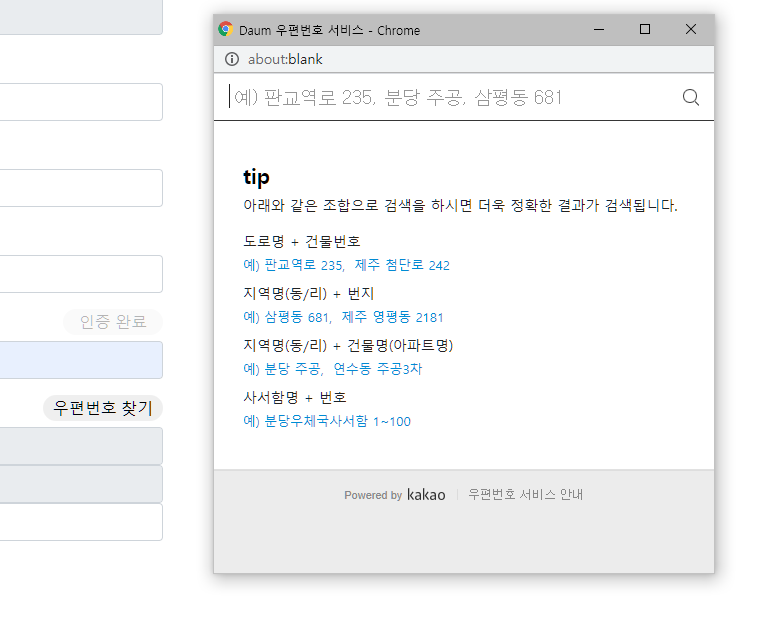 인증 완료
우편번호 찾기
Daum 우편번호 서비스 - Chrome
about:blank
예) 판교역로 235, 분당 주공, 삼평동 681
tip
아래와 같은 조합으로 검색을 하시면 더욱 정확한 결과가 검색됩니다.
도로명 + 건물번호
예) 판교역로 235, 제주 첨단로 242
지역명(동/리) + 번지
예) 삼평동 681, 제주 영평동 2181
지역명(동/리) + 건물명(아파트명)
예) 분당 주공, 연수동 주공3차
사서함명 + 번호
예) 분당우체국사서함 1~100
Powered by kakao 우편번호 서비스 안내